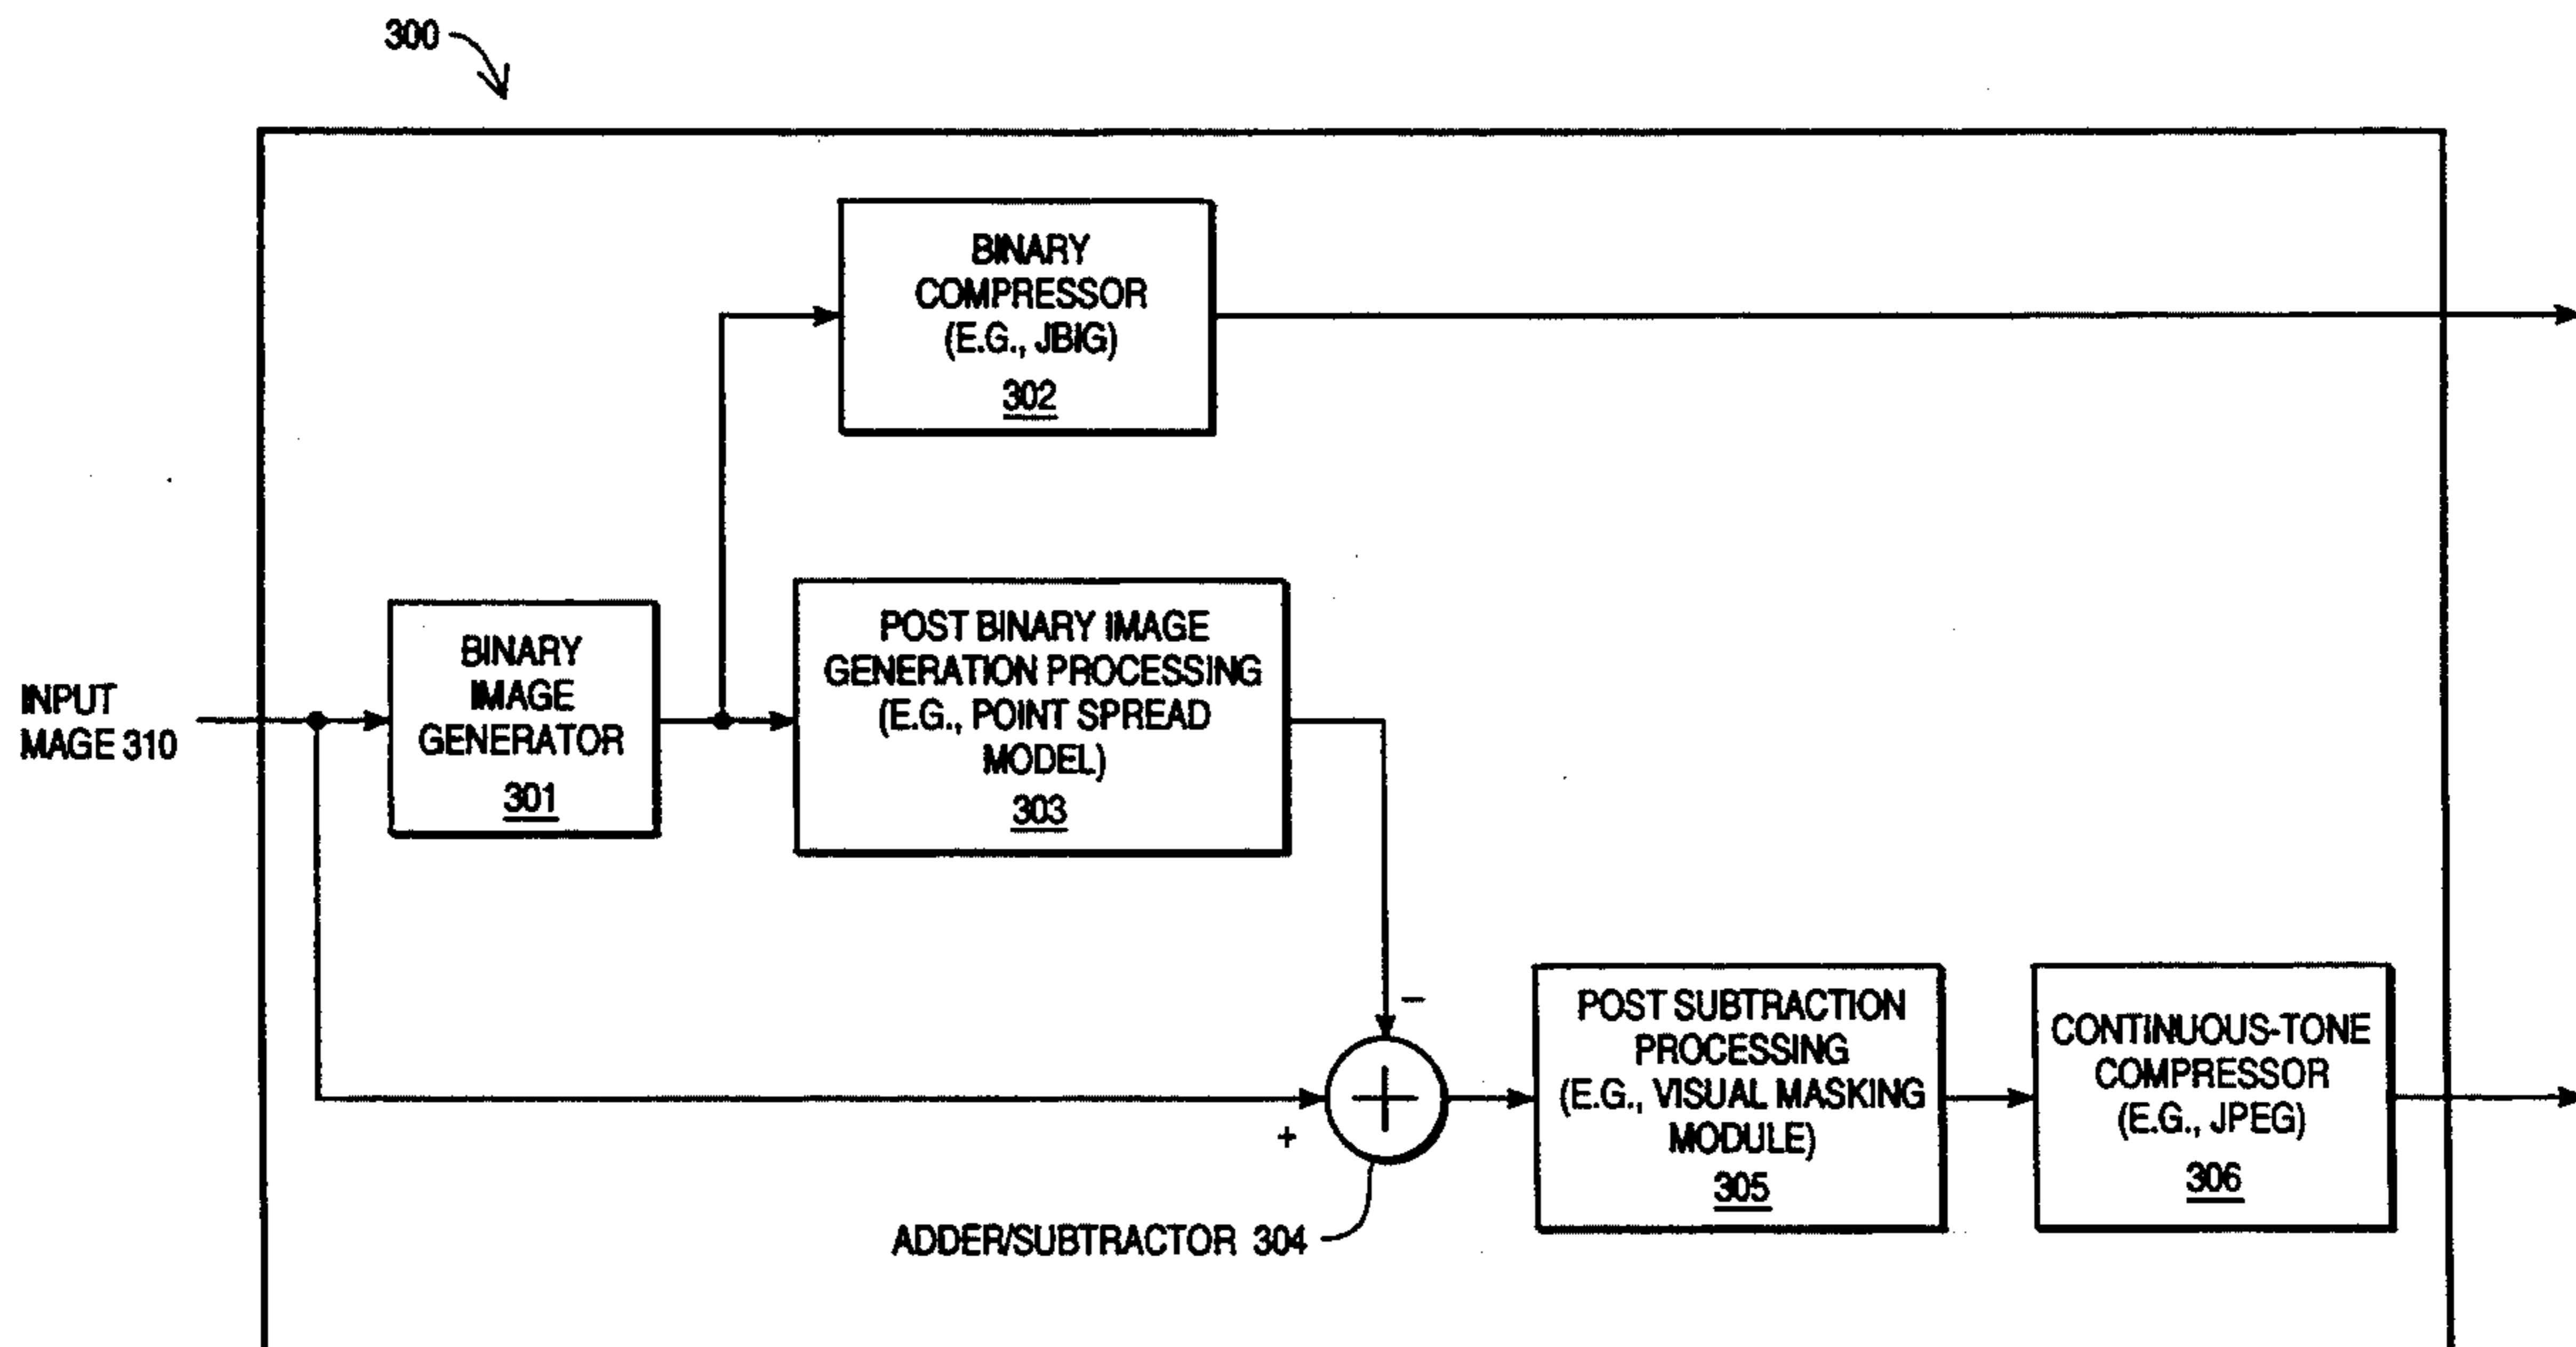 300
BINARY
COMPRESSOR
(E.G., JBIG)
302
BINARY
IMAGE
GENERATOR
301
POST BINARY IMAGE
GENERATION PROCESSING
(E.G., POINT SPREAD
MODEL)
303
INPUT
MAGE 310
−
+
ADDER/SUBTRACTOR 304
POST SUBTRACTION
PROCESSING
(E.G., VISUAL MASKING
MODULE)
305
CONTINUOUS-TONE
COMPRESSOR
(E.G., JPEG)
306